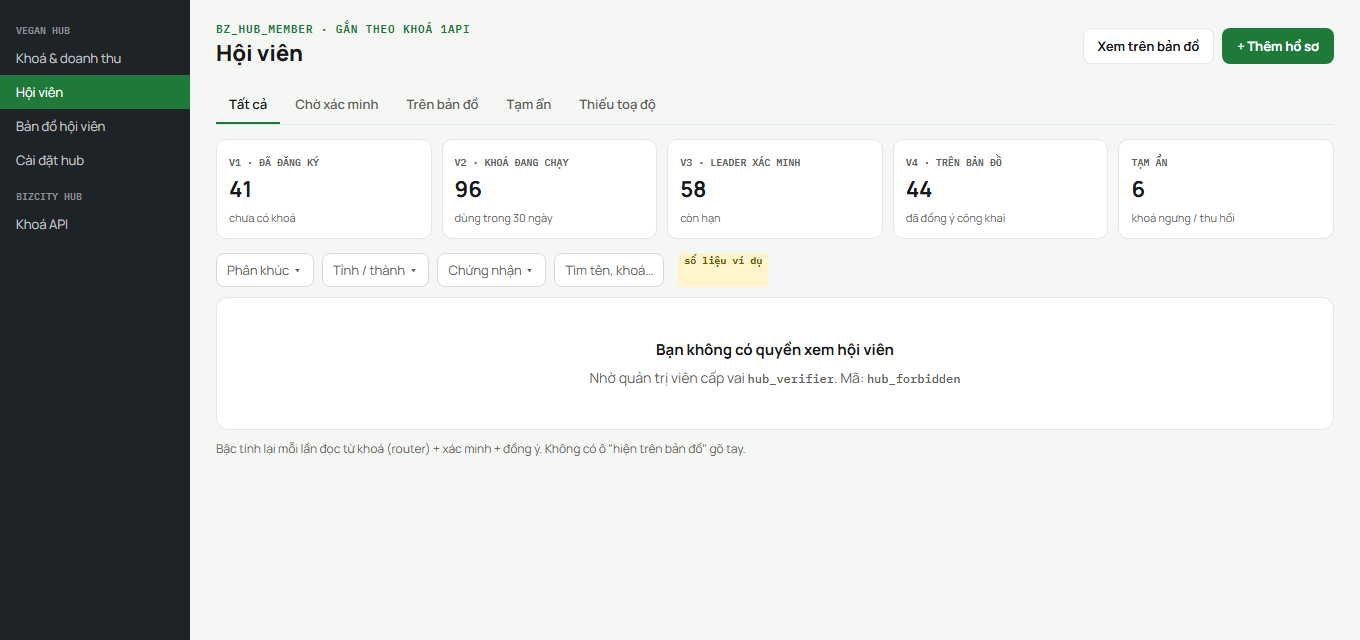 VEGAN HUB
Khoá & doanh thu
Hội viên
Bản đồ hội viên
Cài đặt hub
BIZCITY HUB
Khoá API
BZ_HUB_MEMBER · GẮN THEO KHOÁ 1API
Hội viên
Xem trên bản đồ
+ Thêm hồ sơ
Tất cả
Chờ xác minh
Trên bản đồ
Tạm ẩn
Thiếu toạ độ
V1 · ĐÃ ĐĂNG KÝ
41
chưa có khoá
V2 · KHOÁ ĐANG CHẠY
96
dùng trong 30 ngày
V3 · LEADER XÁC MINH
58
còn hạn
V4 · TRÊN BẢN ĐỒ
44
đã đồng ý công khai
TẠM ẨN
6
khoá ngưng / thu hồi
Phân khúc
Tỉnh / thành
Chứng nhận
Tìm tên, khoá...
số liệu ví dụ
Bạn không có quyền xem hội viên
Nhờ quản trị viên cấp vai hub_verifier. Mã: hub_forbidden
Bậc tính lại mỗi lần đọc từ khoá (router) + xác minh + đồng ý. Không có ô "hiện trên bản đồ" gõ tay.